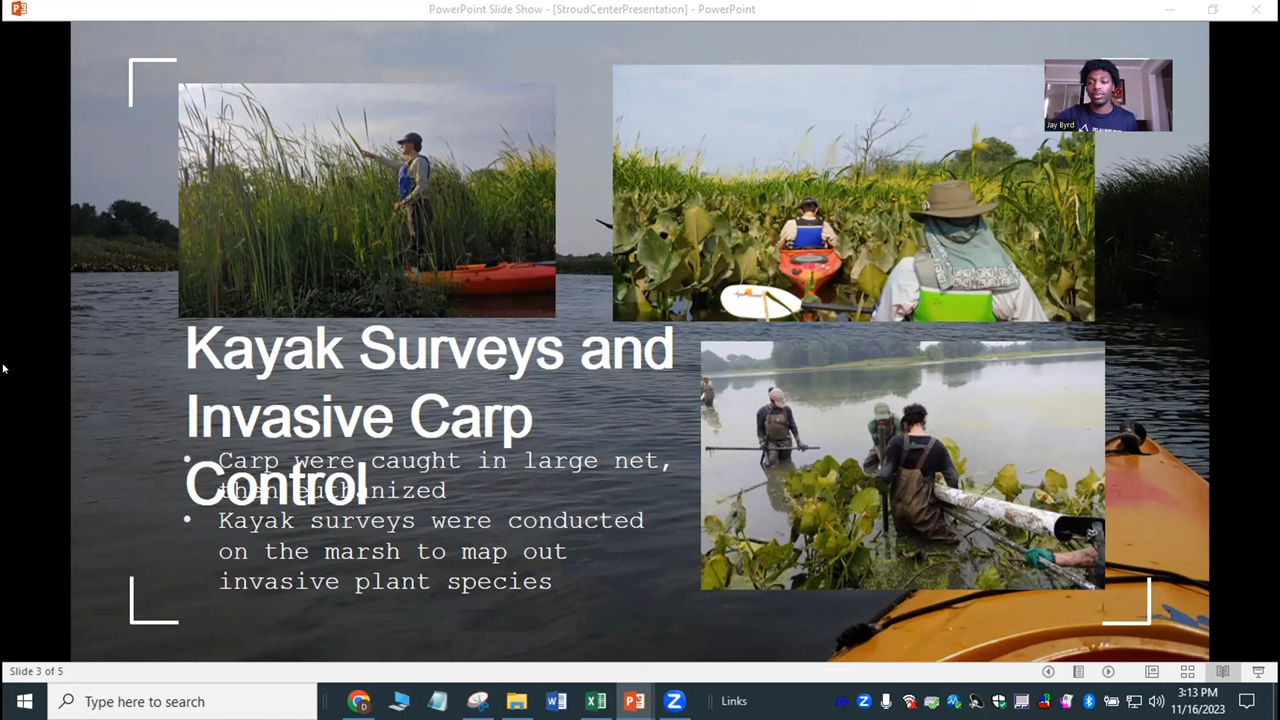 PowerPoint Slide Show - [StroudCenterPresentation] - PowerPoint
Jay Byrd
Kayak Surveys and
Invasive Carp
Control
• Carp were caught in large net,
then euthanized
• Kayak surveys were conducted
on the marsh to map out
invasive plant species
Slide 3 of 5
Type here to search
Links
3:13 PM
11/16/2023